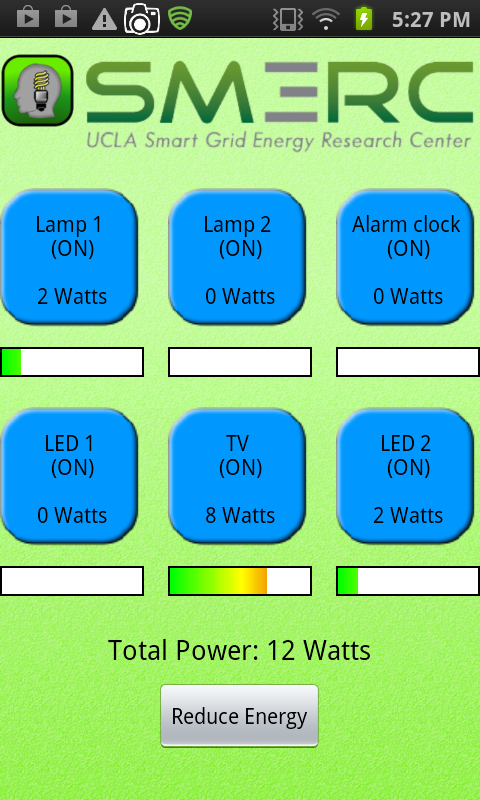 5:27 PM
SMERC
UCLA Smart Grid Energy Research Center
Lamp 1
(ON)
2 Watts
Lamp 2
(ON)
0 Watts
Alarm clock
(ON)
0 Watts
LED 1
(ON)
0 Watts
TV
(ON)
8 Watts
LED 2
(ON)
2 Watts
Total Power: 12 Watts
Reduce Energy